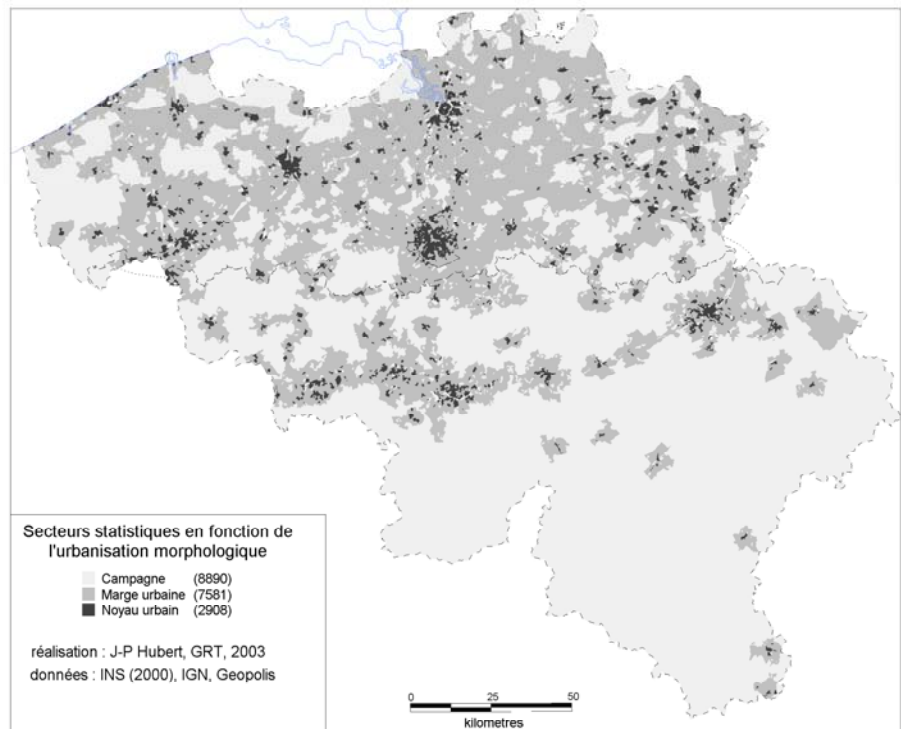 Secteurs statistiques en fonction de
l'urbanisation morphologique
Campagne (8890)
Marge urbaine (7581)
Noyau urbain (2908)
réalisation : J-P Hubert, GRT, 2003
données : INS (2000), IGN, Geopolis
0 25 50
kilometres